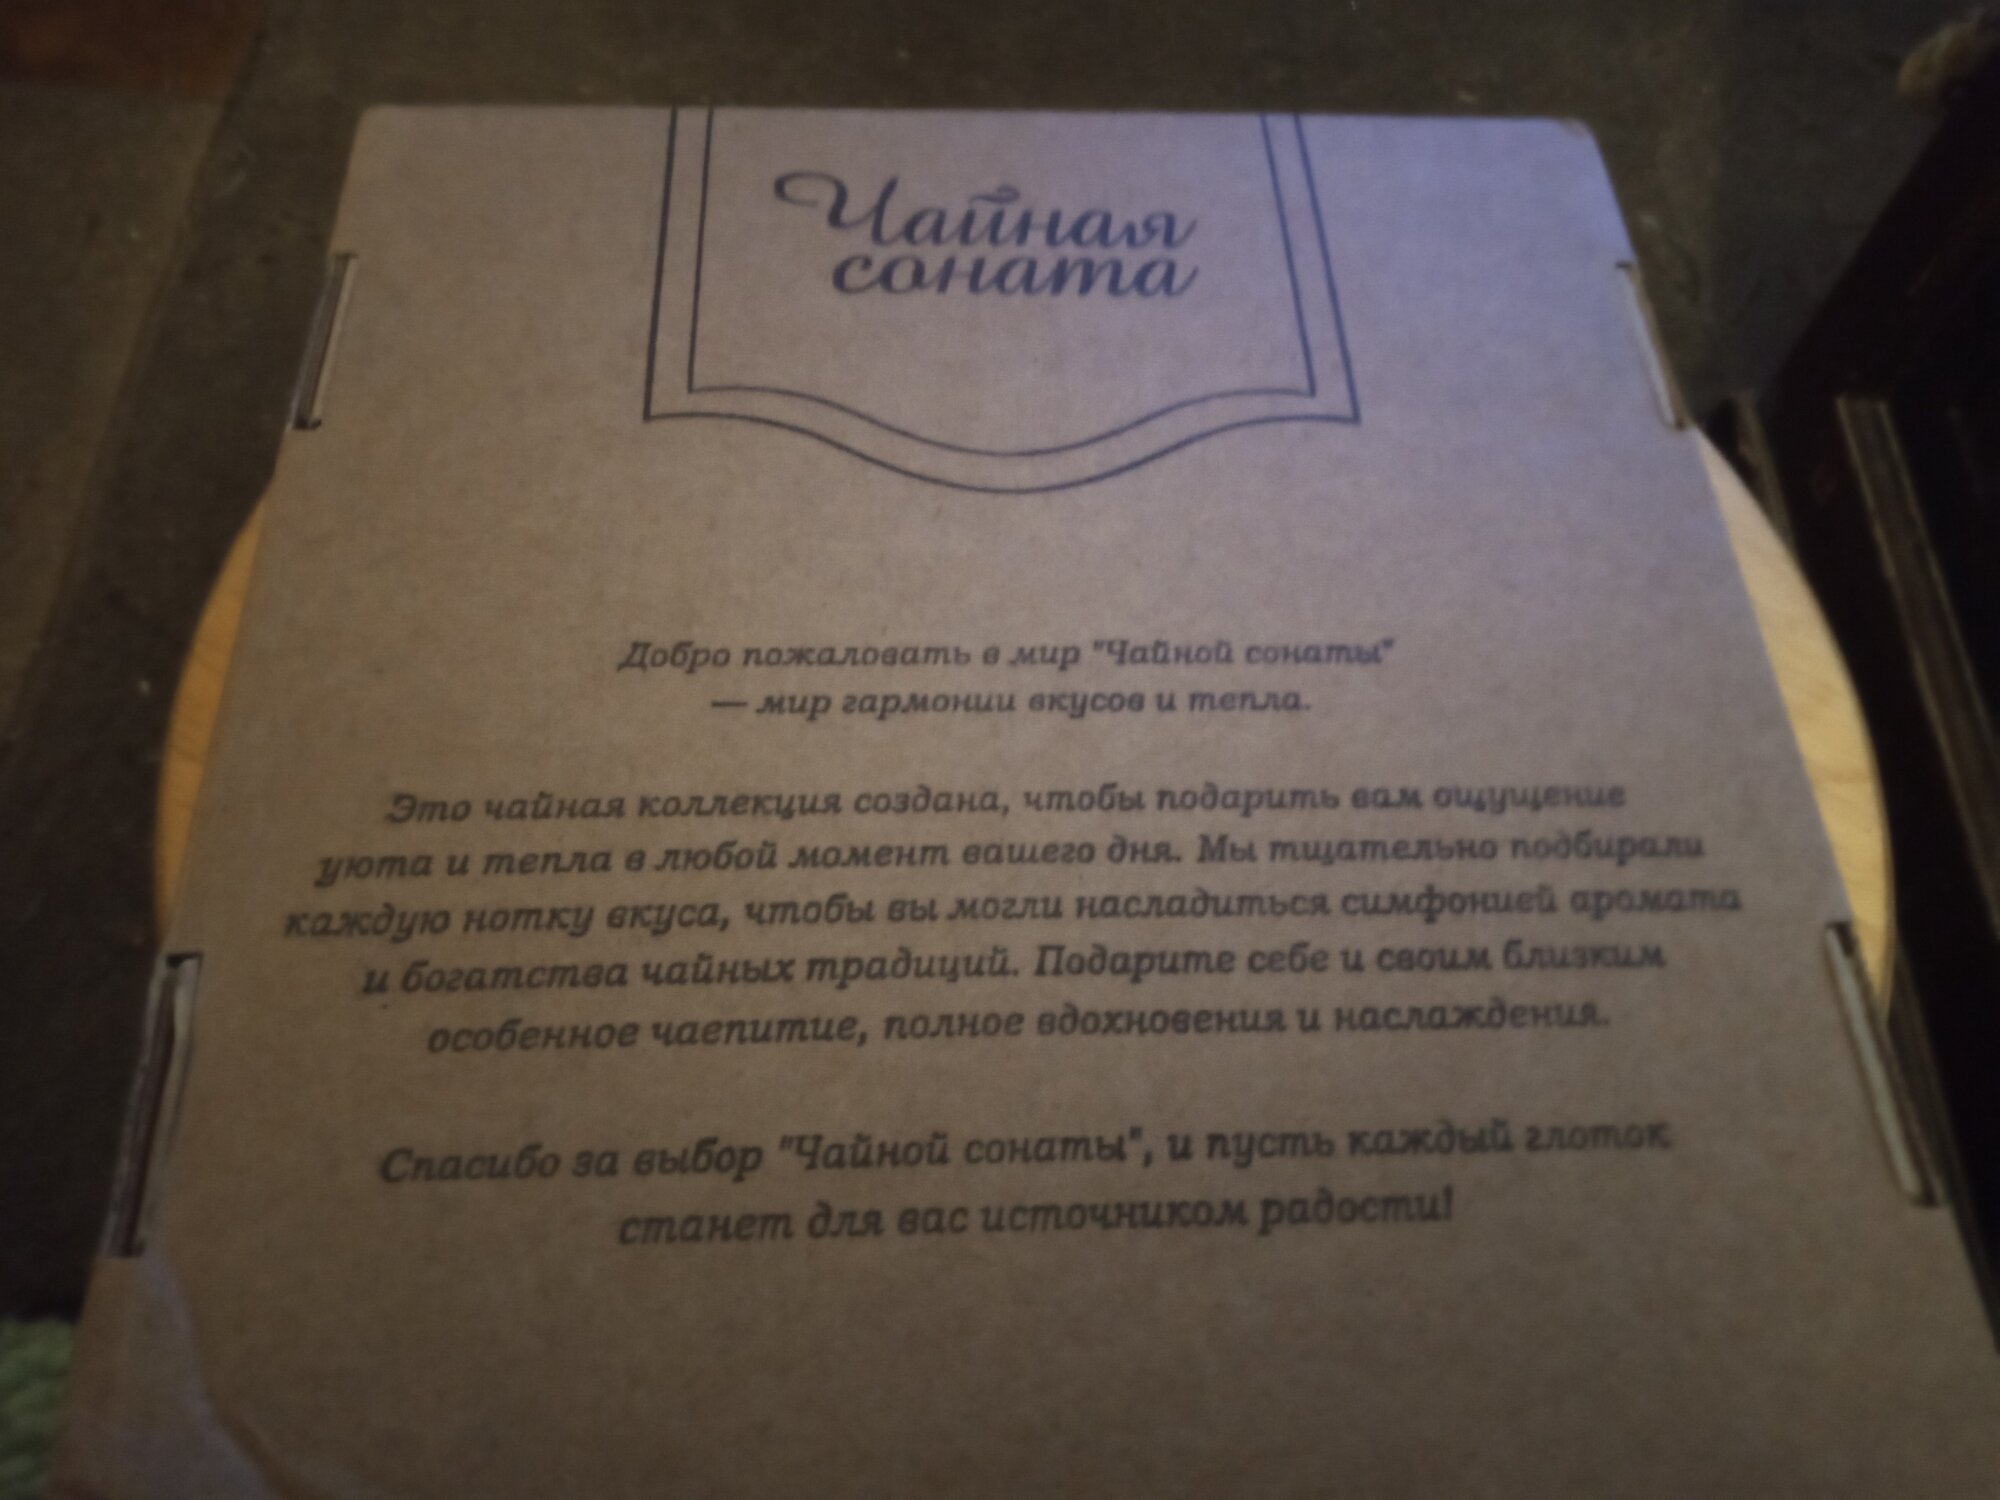 Чайная
соната
Добро пожаловать в мир "Чайной сонаты"
— мир гармонии вкусов и тепла.
Это чайная коллекция создана, чтобы подарить вам ощущение
уюта и тепла в любой момент вашего дня. Мы тщательно подбирали
каждую нотку вкуса, чтобы вы могли насладиться симфонией аромата
и богатства чайных традиций. Подарите себе и своим близким
особенное чаепитие, полное вдохновения и наслаждения.
Спасибо за выбор "Чайной сонаты", и пусть каждый глоток
станет для вас источником радости!